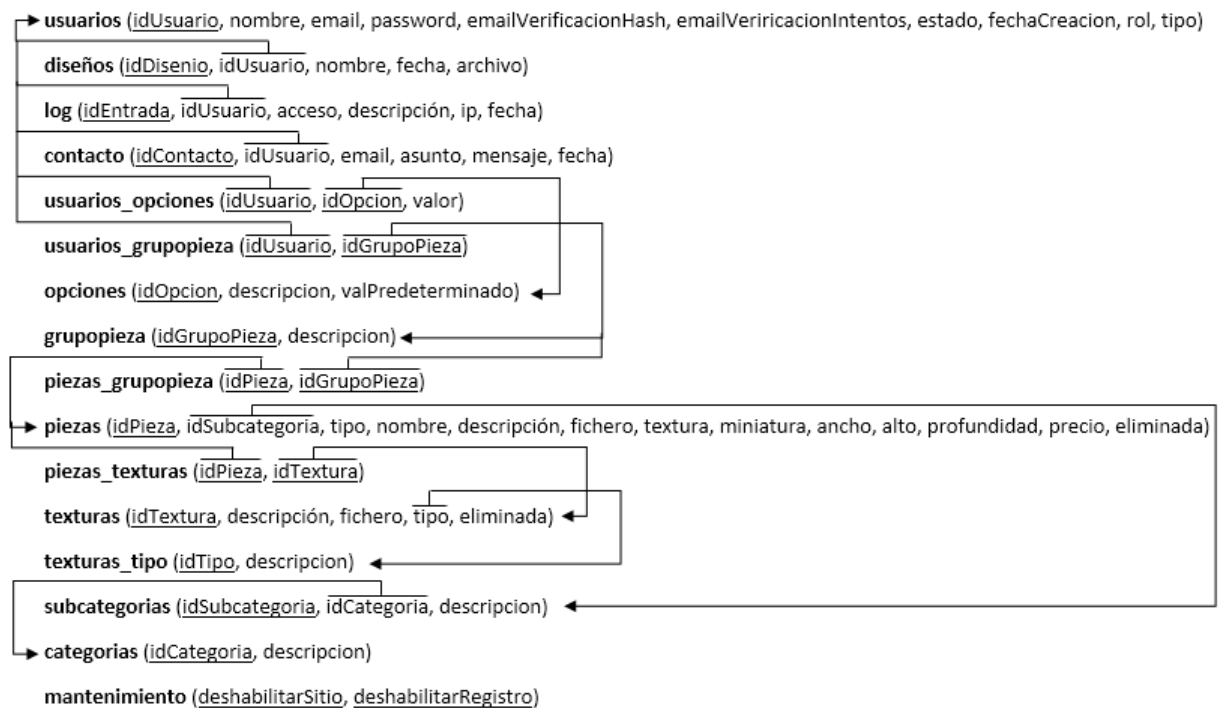 usuarios (idUsuario, nombre, email, password, emailVerificacionHash, emailVeriricacionIntentos, estado, fechaCreacion, rol, tipo)
diseños (idDisenio, idUsuario, nombre, fecha, archivo)
log (idEntrada, idUsuario, acceso, descripción, ip, fecha)
contacto (idContacto, idUsuario, email, asunto, mensaje, fecha)
usuarios_opciones (idUsuario, idOpcion, valor)
usuarios_grupopieza (idUsuario, idGrupoPieza)
opciones (idOpcion, descripcion, valPredeterminado)
grupopieza (idGrupoPieza, descripcion)
piezas_grupopieza (idPieza, idGrupoPieza)
piezas (idPieza, idSubcategoria, tipo, nombre, descripción, fichero, textura, miniatura, ancho, alto, profundidad, precio, eliminada)
piezas_texturas (idPieza, idTextura)
texturas (idTextura, descripción, fichero, tipo, eliminada)
texturas_tipo (idTipo, descripcion)
subcategorias (idSubcategoria, idCategoria, descripcion)
categorias (idCategoria, descripcion)
mantenimiento (deshabilitarSitio, deshabilitarRegistro)